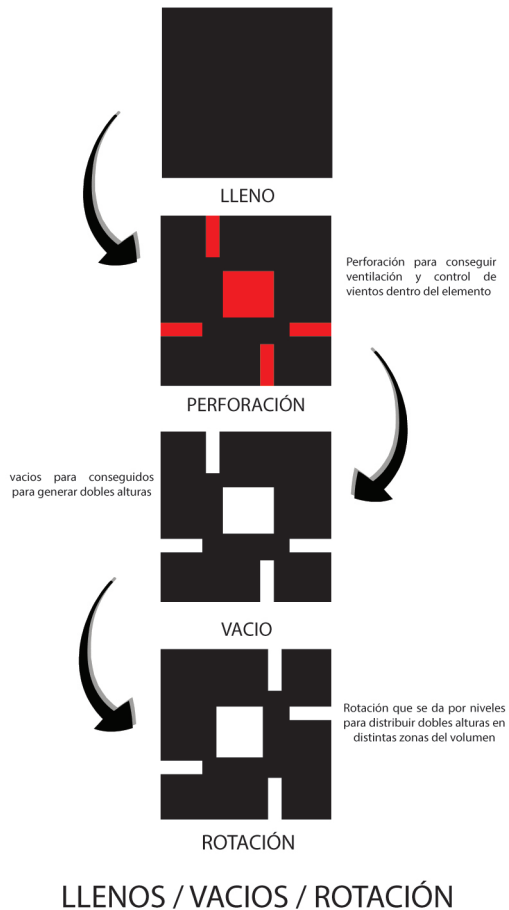 LLENO
Perforación para conseguir
ventilación y control de
vientos dentro del elemento
PERFORACIÓN
vacios para conseguidos
para generar dobles alturas
VACIO
Rotación que se da por niveles
para distribuir dobles alturas en
distintas zonas del volumen
ROTACIÓN
LLENOS / VACIOS / ROTACIÓN